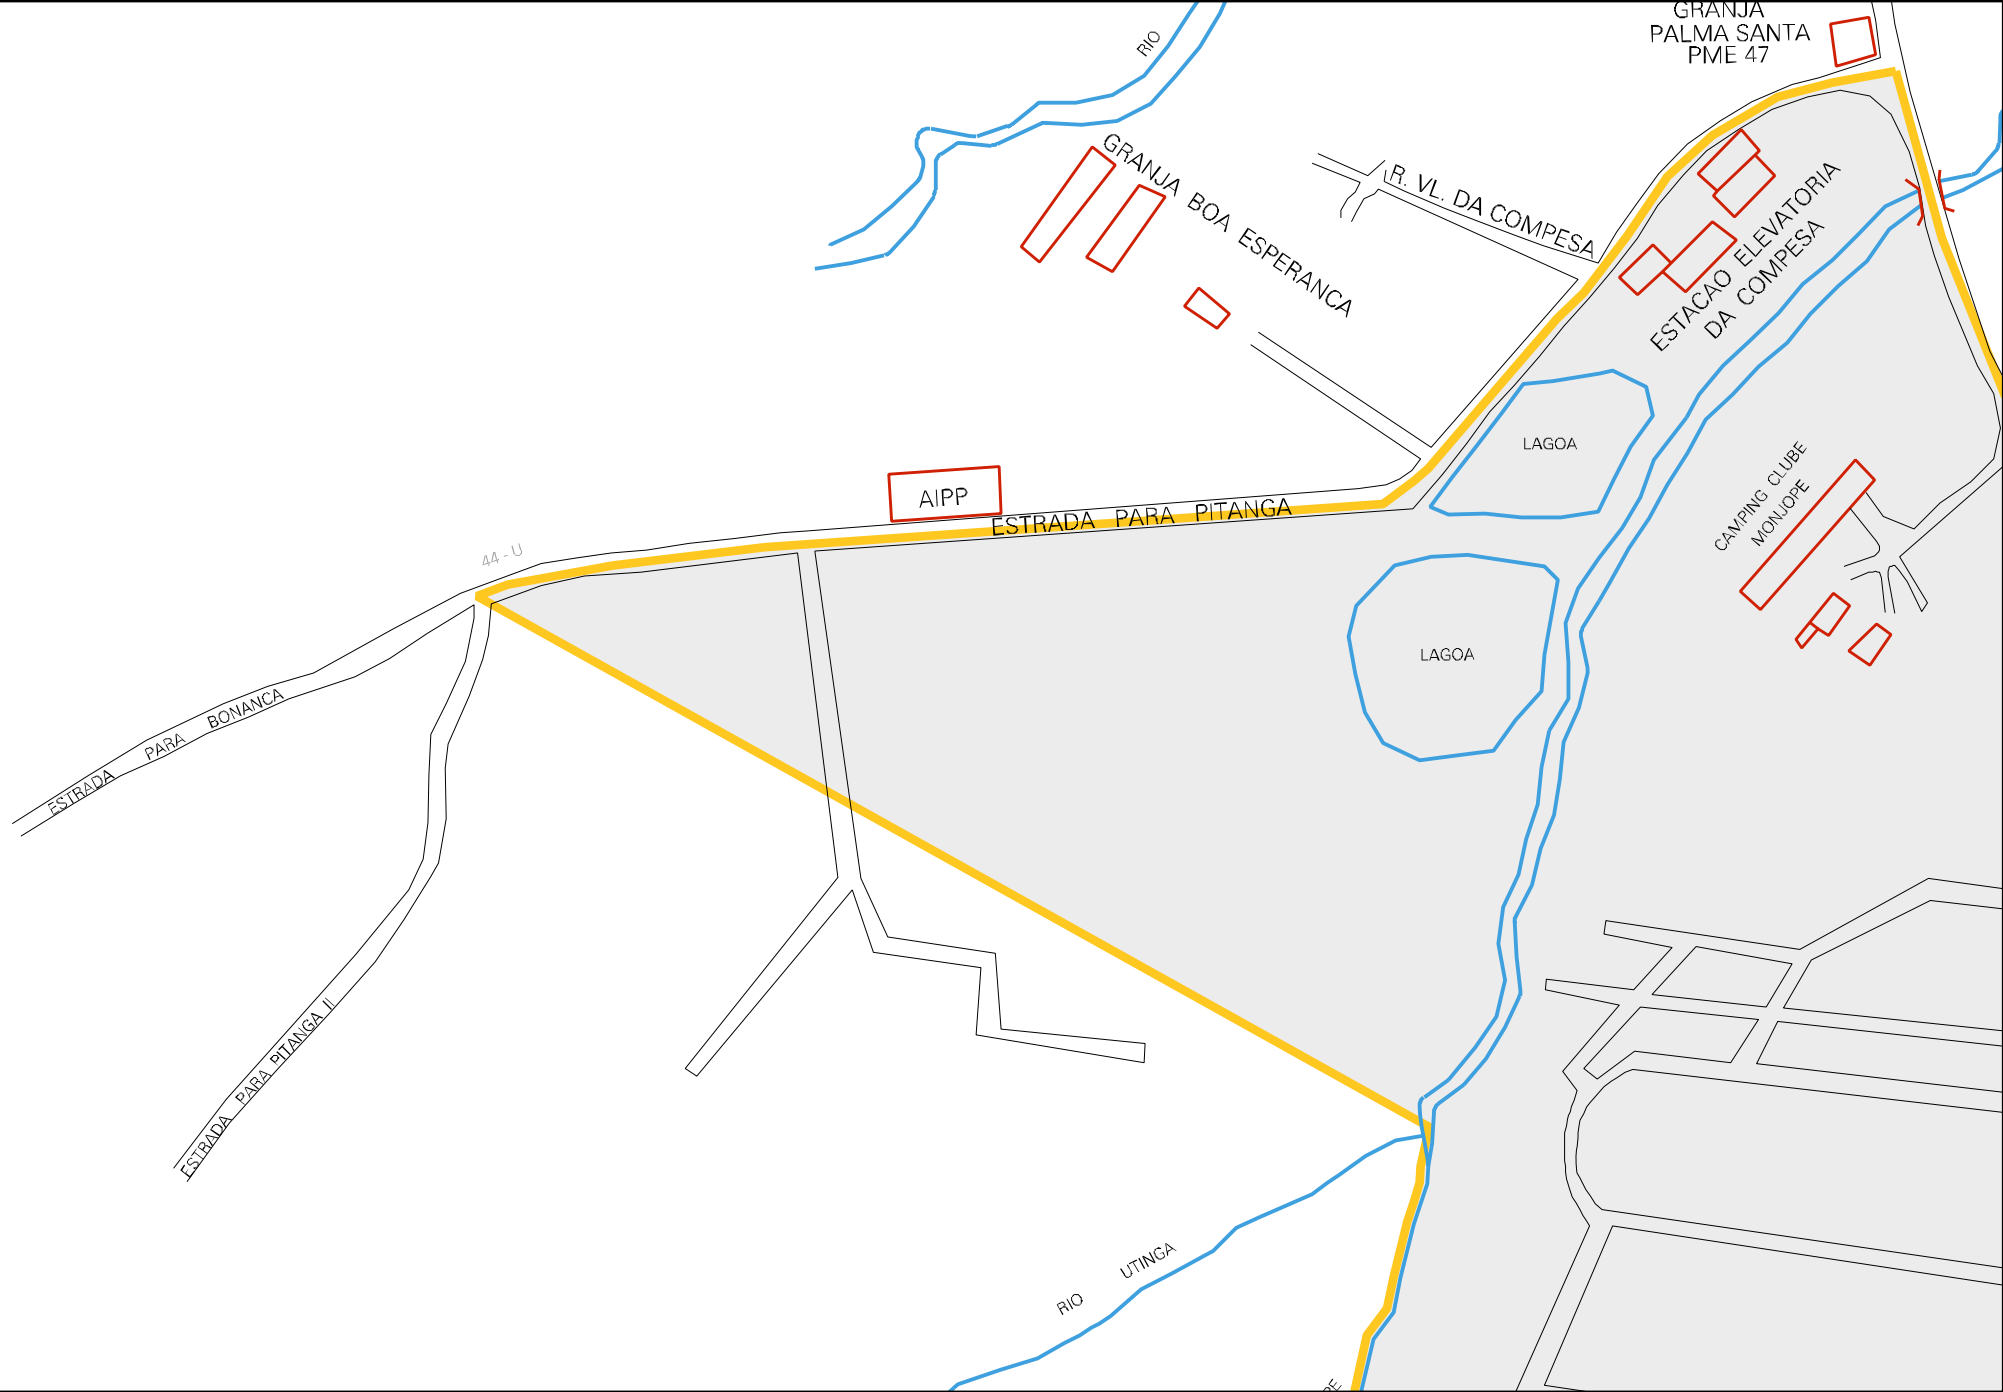 GRANJA
PALMA SANTA
PME 47
RIO
GRANJA BOA ESPERANCA
R. VL. DA COMPESA
ESTACAO ELEVATORIA
DA COMPESA
LAGOA
CAMPING CLUBE
MONJOPE
AIPP
ESTRADA PARA PITANGA
44 - U
LAGOA
ESTRADA PARA BONANCA
ESTRADA PARA PITANGA II
RIO UTINGA
PE